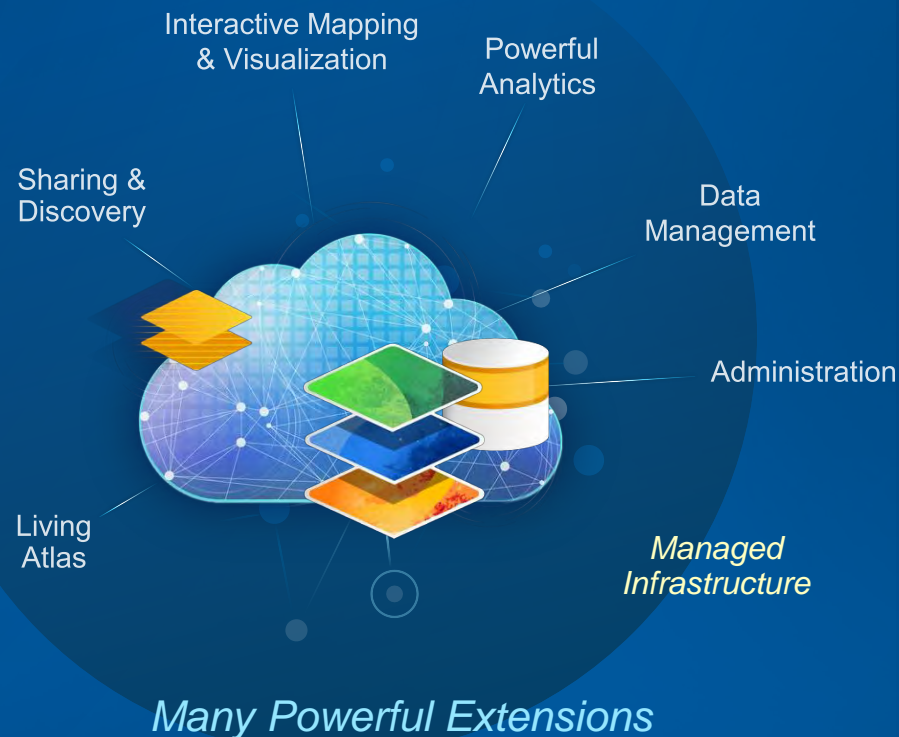 Interactive Mapping
& Visualization
Powerful
Analytics
Sharing &
Discovery
Data
Management
Administration
Living
Atlas
Managed
Infrastructure
Many Powerful Extensions